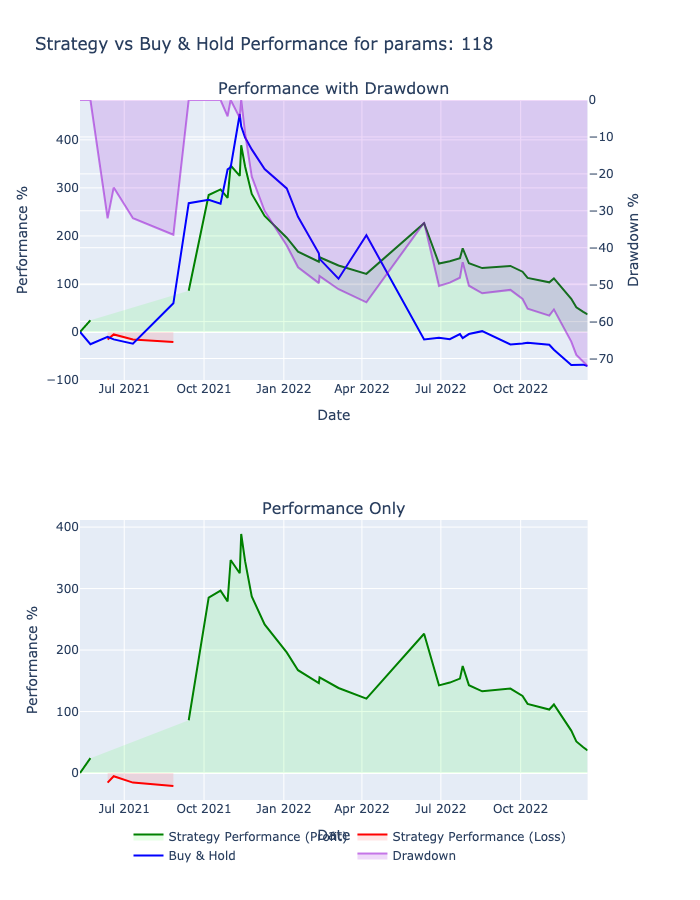 Strategy vs Buy & Hold Performance for params: 118
Performance with Drawdown
400
300
200
100
0
−100
Performance %
0
−10
−20
−30
−40
−50
−60
−70
Drawdown %
Jul 2021 Oct 2021 Jan 2022 Apr 2022 Jul 2022 Oct 2022
Date
Performance Only
400
300
200
100
0
Performance %
Jul 2021 Oct 2021 Jan 2022 Apr 2022 Jul 2022 Oct 2022
Date
Strategy Performance (Profit) Strategy Performance (Loss)
Buy & Hold Drawdown